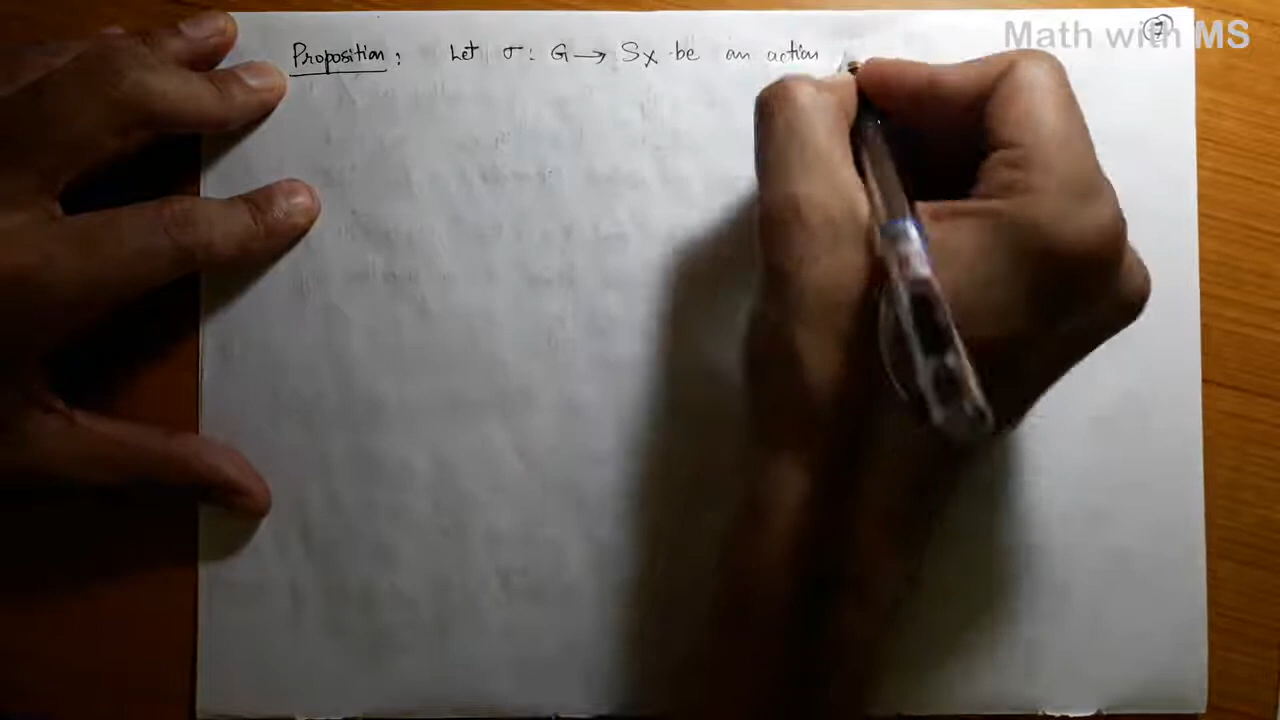 Math with MS
Proposition : Let σ : G → Sx be an action